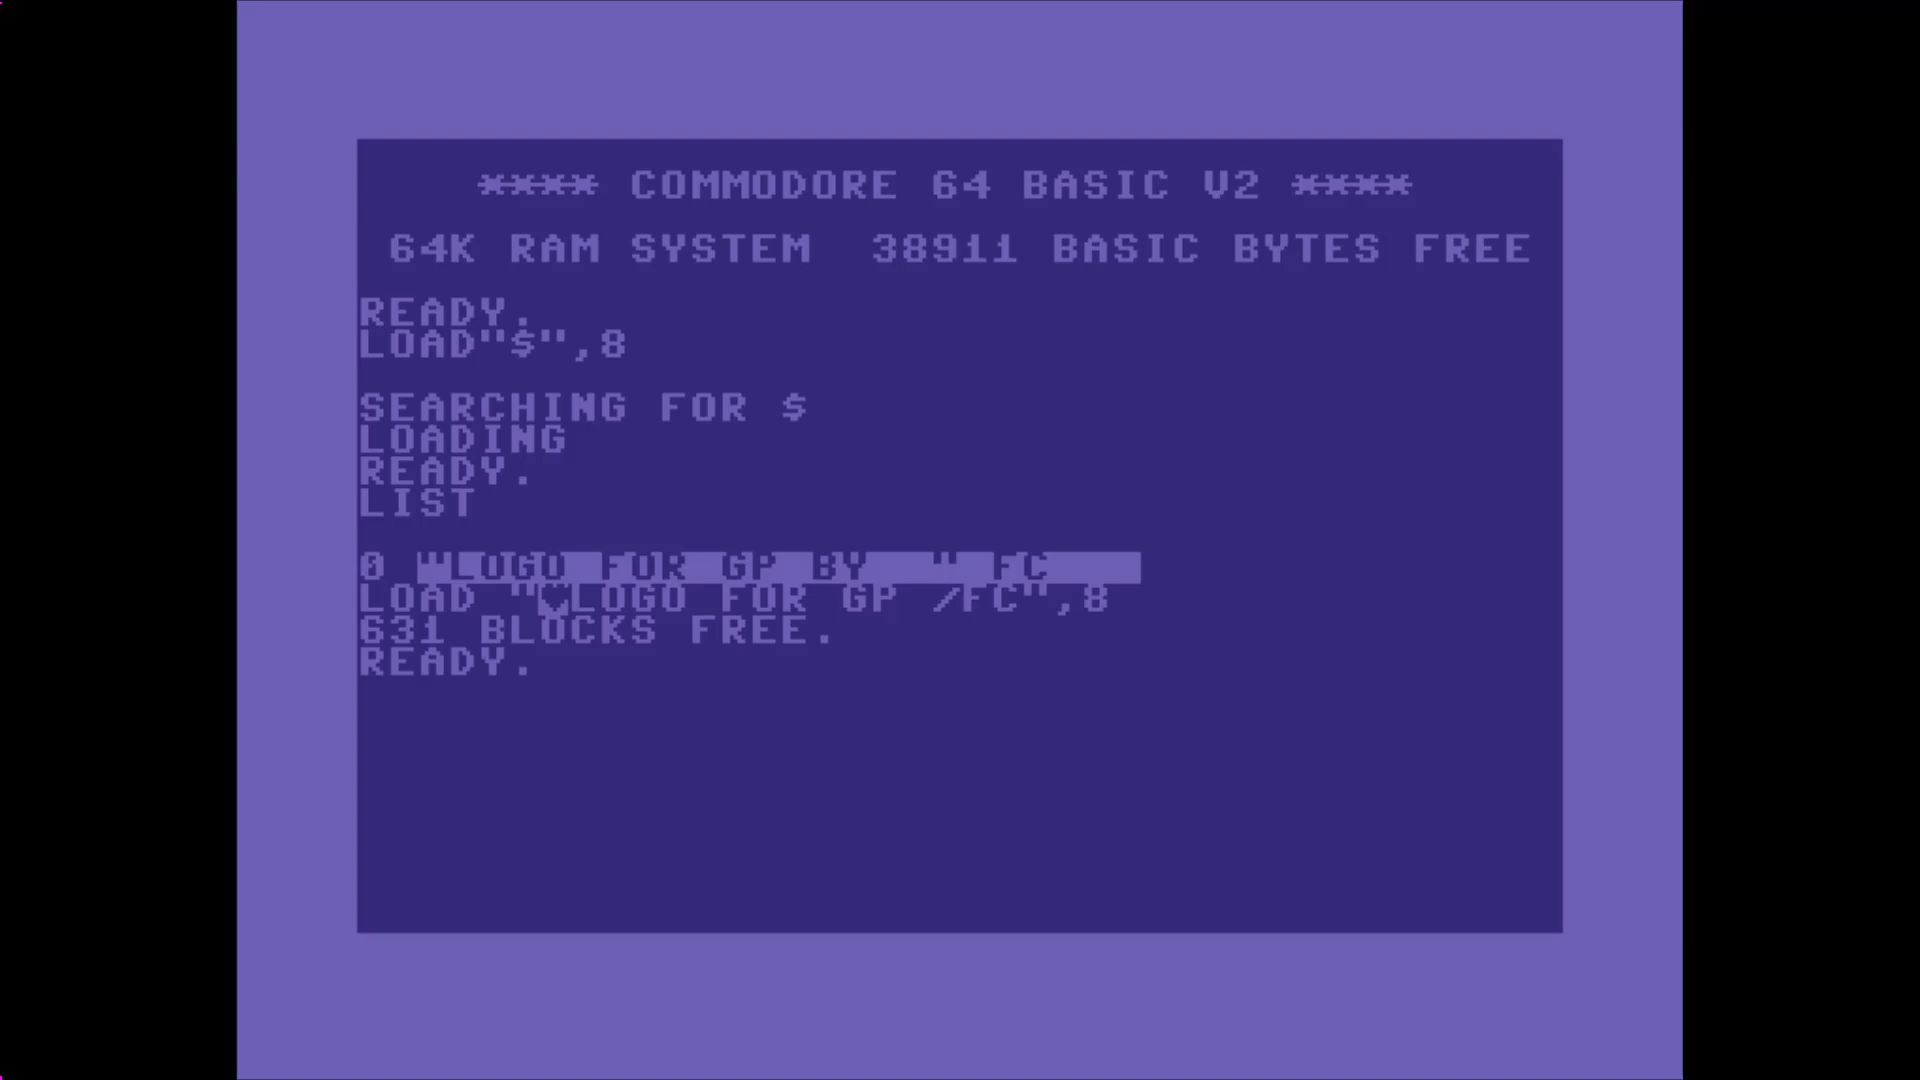 **** COMMODORE 64 BASIC V2 ****
64K RAM SYSTEM  38911 BASIC BYTES FREE
READY.
LOAD"$",8
SEARCHING FOR $
LOADING
READY.
LIST
0 "LOGO FOR GP BY  " FC
LOAD "♥LOGO FOR GP /FC",8
631 BLOCKS FREE.
READY.